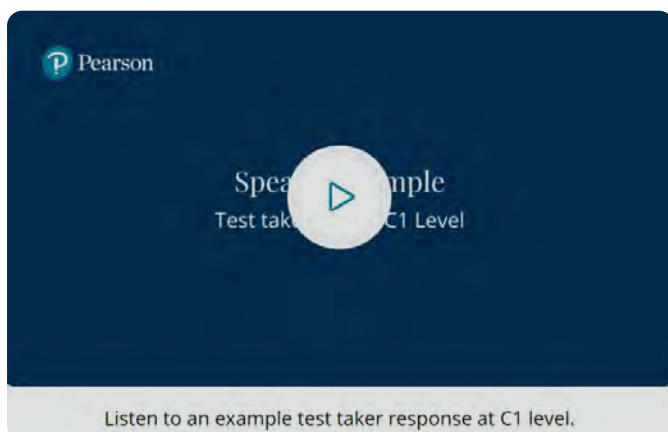 Pearson
Spea mple
Test tak C1 Level
Listen to an example test taker response at C1 level.